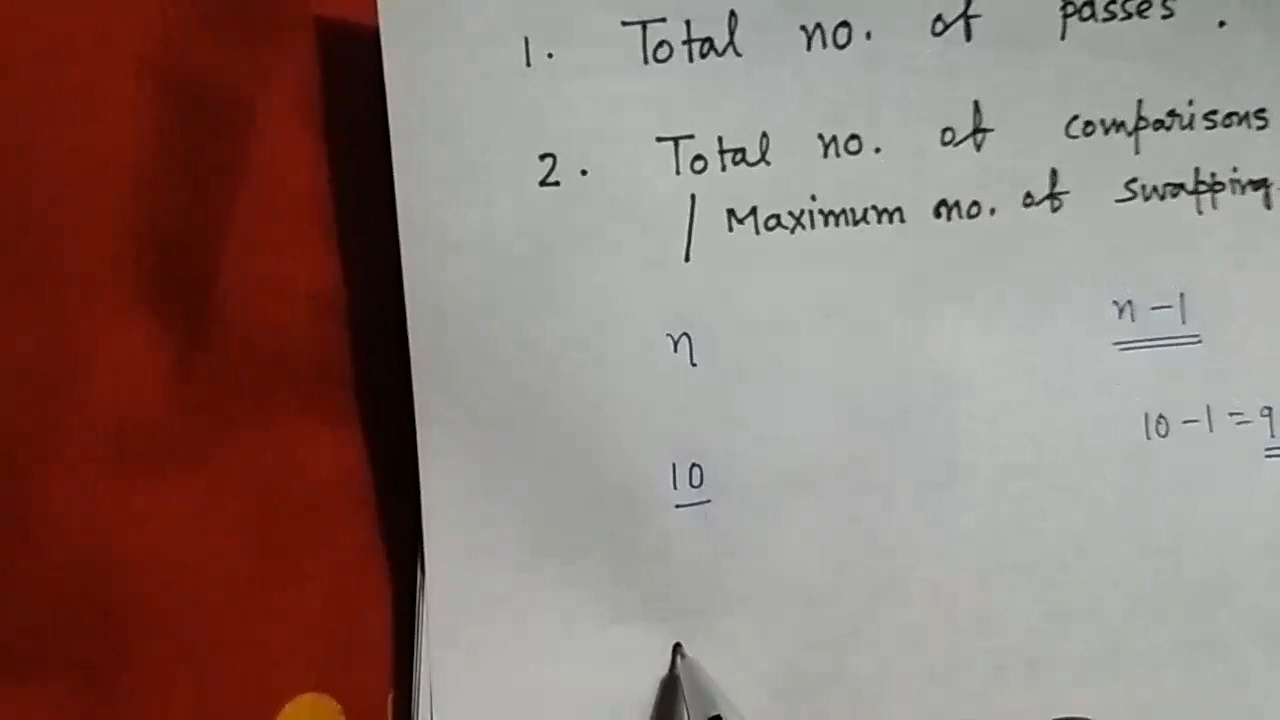 1. Total no. of passes.
2. Total no. of comparisons
/ Maximum no. of swapping.
n n-1
10 10-1=9